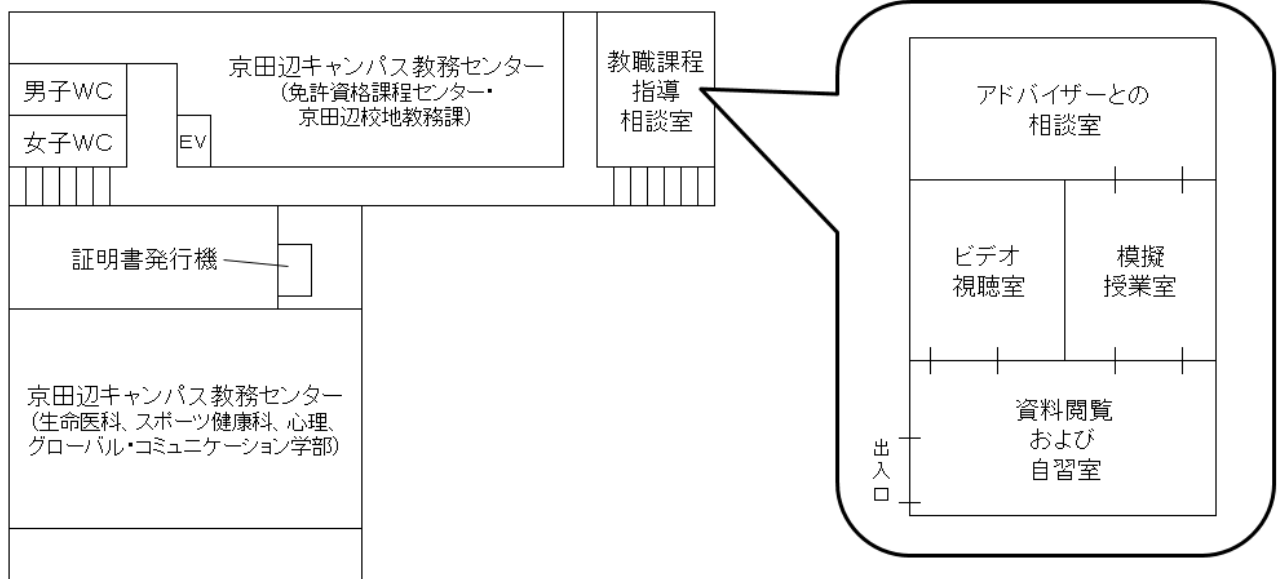 京田辺キャンパス教務センター
(免許資格課程センター・
京田辺校地教務課)
男子WC
女子WC
EV
教職課程
指導
相談室
証明書発行機
京田辺キャンパス教務センター
(生命医科、スポーツ健康科、心理、
グローバル・コミュニケーション学部)
アドバイザーとの
相談室
ビデオ
視聴室
模擬
授業室
資料閲覧
および
自習室
出入口